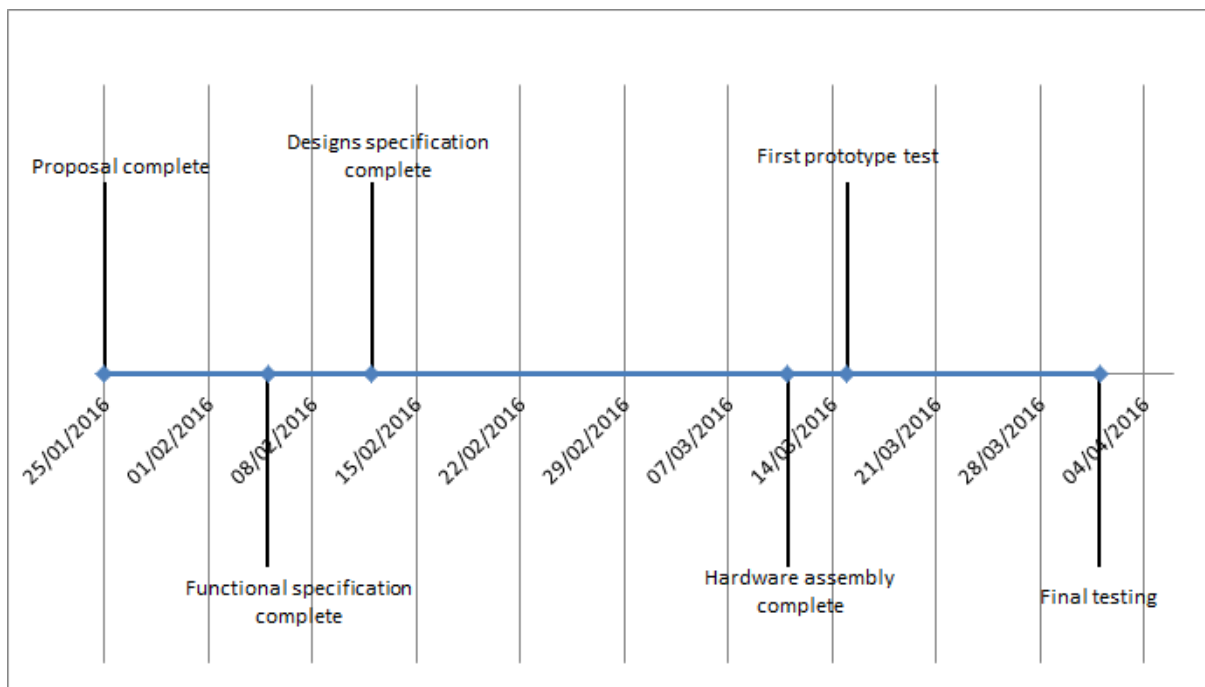 Designs specification
complete
Proposal complete
First prototype test
25/01/2016
01/02/2016
08/02/2016
15/02/2016
22/02/2016
29/02/2016
07/03/2016
14/03/2016
21/03/2016
28/03/2016
04/04/2016
Functional specification
complete
Hardware assembly
complete
Final testing